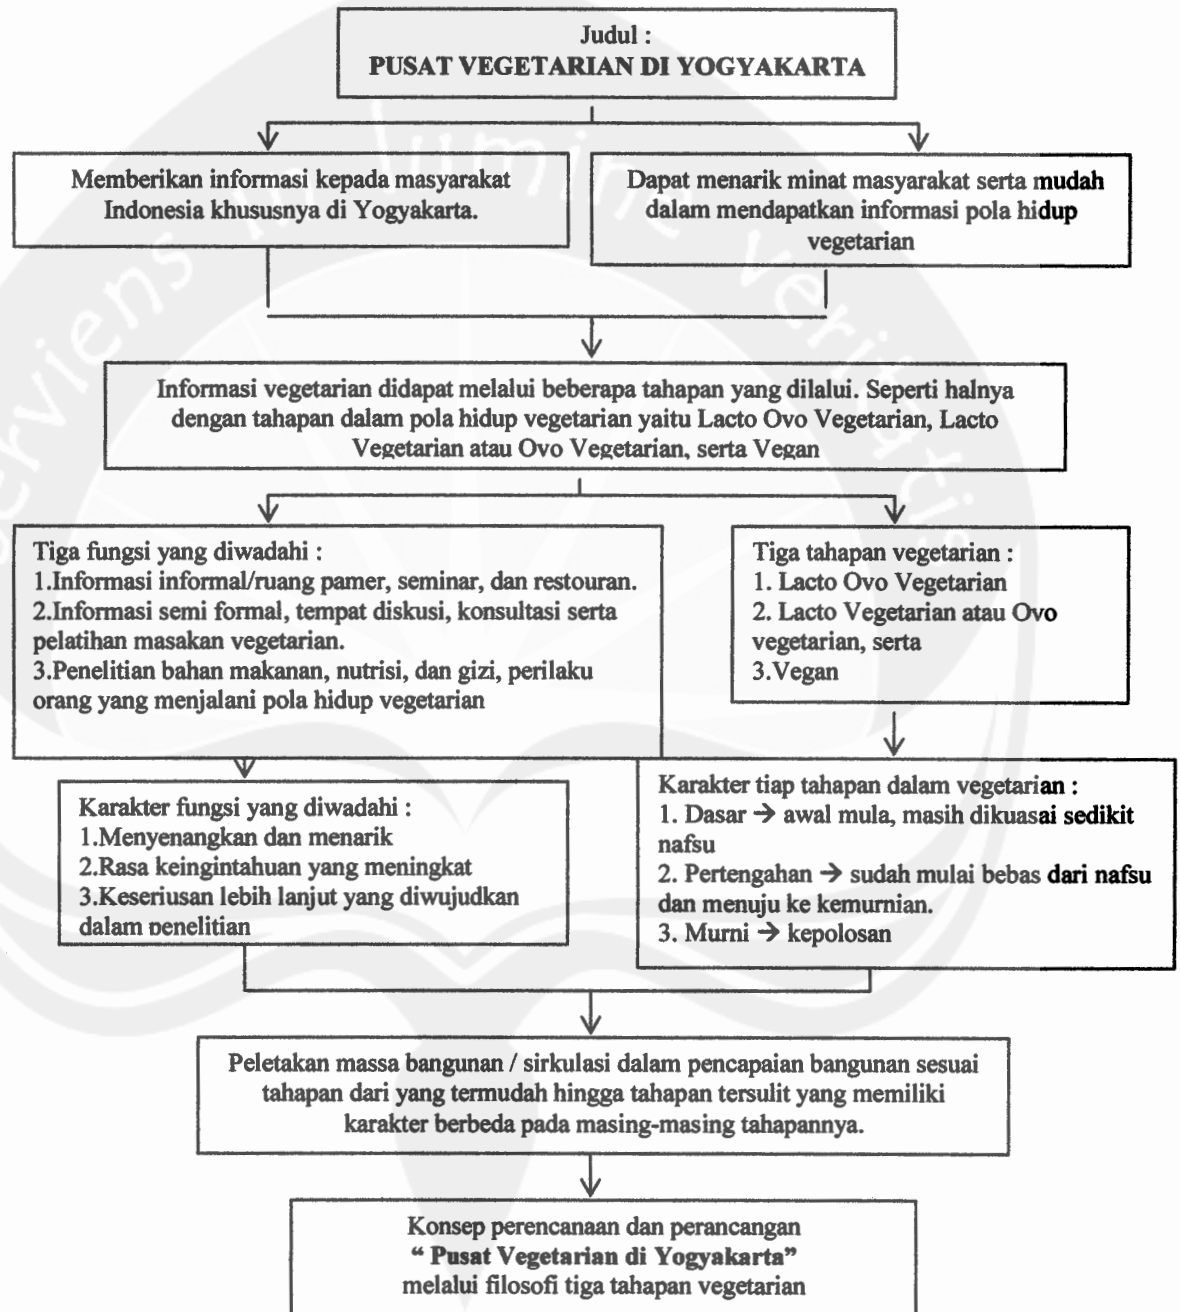 Judul :
PUSAT VEGETARIAN DI YOGYAKARTA
Memberikan informasi kepada masyarakat
Indonesia khususnya di Yogyakarta.
Dapat menarik minat masyarakat serta mudah
dalam mendapatkan informasi pola hidup
vegetarian
Informasi vegetarian didapat melalui beberapa tahapan yang dilalui. Seperti halnya
dengan tahapan dalam pola hidup vegetarian yaitu Lacto Ovo Vegetarian, Lacto
Vegetarian atau Ovo Vegetarian, serta Vegan
Tiga fungsi yang diwadahi :
1.Informasi informal/ruang pamer, seminar, dan restouran.
2.Informasi semi formal, tempat diskusi, konsultasi serta
pelatihan masakan vegetarian.
3.Penelitian bahan makanan, nutrisi, dan gizi, perilaku
orang yang menjalani pola hidup vegetarian
Tiga tahapan vegetarian :
1. Lacto Ovo Vegetarian
2. Lacto Vegetarian atau Ovo
vegetarian, serta
3.Vegan
Karakter fungsi yang diwadahi :
1.Menyenangkan dan menarik
2.Rasa keingintahuan yang meningkat
3.Keseriusan lebih lanjut yang diwujudkan
dalam penelitian
Karakter tiap tahapan dalam vegetarian :
1. Dasar → awal mula, masih dikuasai sedikit
nafsu
2. Pertengahan → sudah mulai bebas dari nafsu
dan menuju ke kemurnian.
3. Murni → kepolosan
Peletakan massa bangunan / sirkulasi dalam pencapaian bangunan sesuai
tahapan dari yang termudah hingga tahapan tersulit yang memiliki
karakter berbeda pada masing-masing tahapannya.
Konsep perencanaan dan perancangan
“ Pusat Vegetarian di Yogyakarta”
melalui filosofi tiga tahapan vegetarian
serviens in lumine veritatis